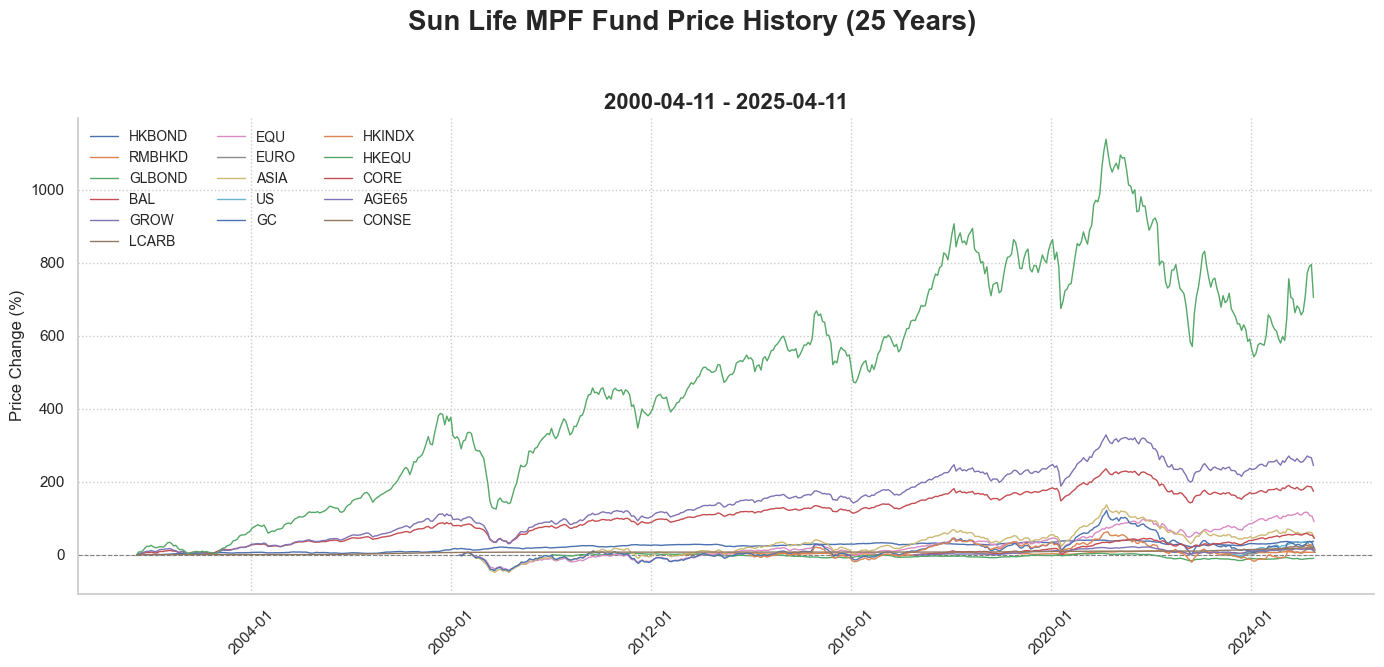 Sun Life MPF Fund Price History (25 Years)
2000-04-11 - 2025-04-11
HKBOND
RMBHKD
GLBOND
BAL
GROW
LCARB
EQU
EURO
ASIA
US
GC
HKINDX
HKEQU
CORE
AGE65
CONSE
Price Change (%)
1000
800
600
400
200
0
2004-01
2008-01
2012-01
2016-01
2020-01
2024-01